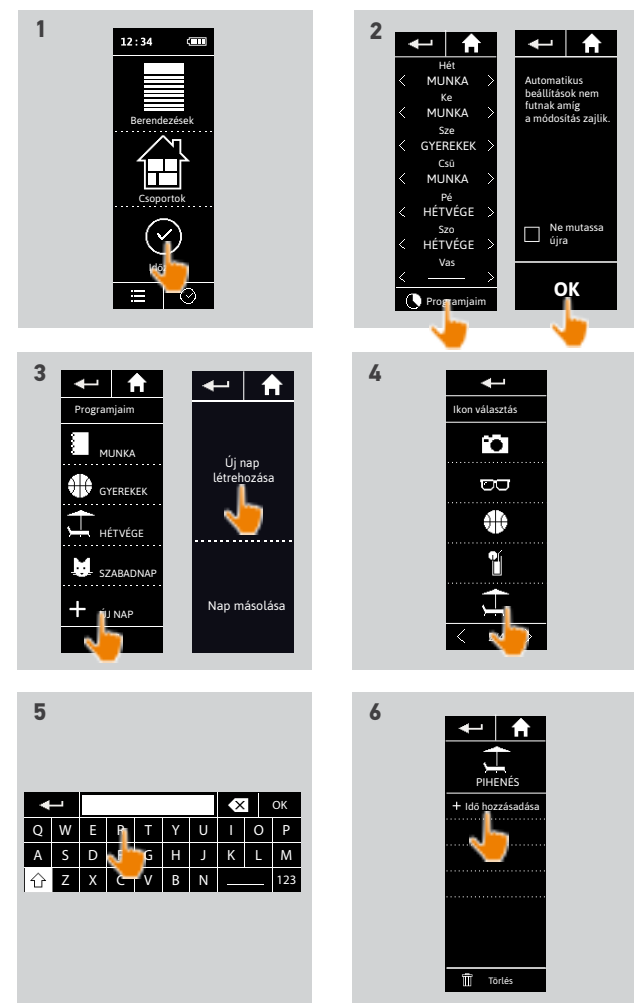 1
12:34
Berendezések
Csoportok
2
Hét
< MUNKA >
Ke
< MUNKA >
Sze
< GYEREKEK >
Csü
< MUNKA >
Pé
< HÉTVÉGE >
Szo
< HÉTVÉGE >
Vas
< >
Programjaim
Automatikus
beállítások nem
futnak amíg
a módosítás zajlik.
Ne mutassa
újra
OK
3
Programjaim
MUNKA
GYEREKEK
HÉTVÉGE
SZABADNAP
+ ÚJ NAP
Új nap
létrehozása
Nap másolása
4
Ikon választás
5
OK
Q W E R T Y U I O P
A S D F G H J K L M
Z X C V B N 123
6
PIHENÉS
+ Idő hozzásadása
Törlés